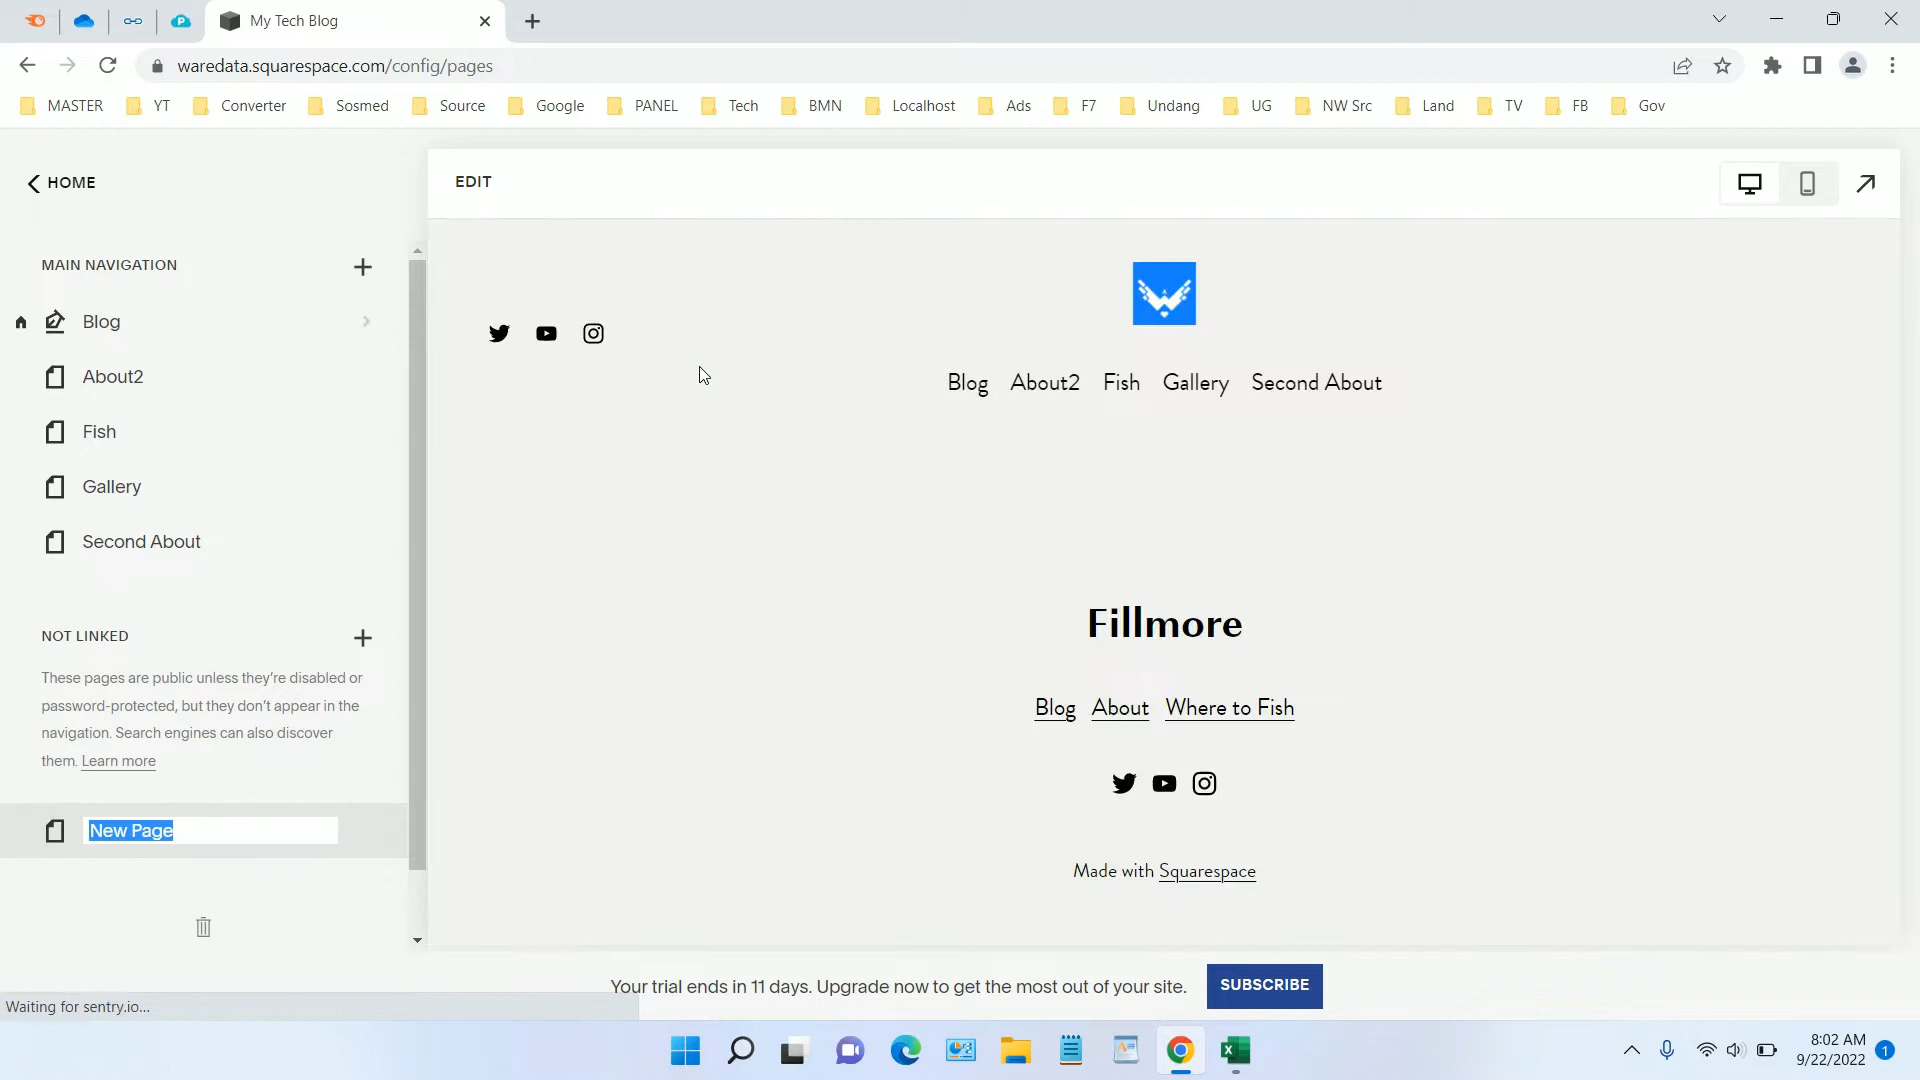 My Tech Blog
waredata.squarespace.com/config/pages
MASTER YT Converter Sosmed Source Google PANEL Tech BMN Localhost Ads F7 Undang UG NW Src Land TV FB Gov
HOME
EDIT
MAIN NAVIGATION
Blog
About2
Fish
Gallery
Second About
NOT LINKED
These pages are public unless they’re disabled or
password-protected, but they don’t appear in the
navigation. Search engines can also discover
them. Learn more
New Page
Blog About2 Fish Gallery Second About
Fillmore
Blog About Where to Fish
Made with Squarespace
Your trial ends in 11 days. Upgrade now to get the most out of your site. SUBSCRIBE
Waiting for sentry.io...
8:02 AM
9/22/2022
1